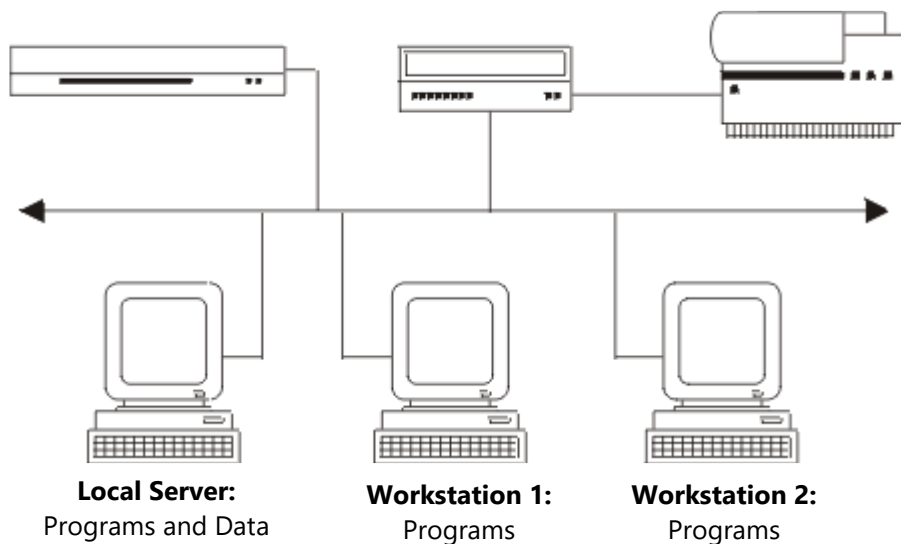 Local Server:
Programs and Data
Workstation 1:
Programs
Workstation 2:
Programs